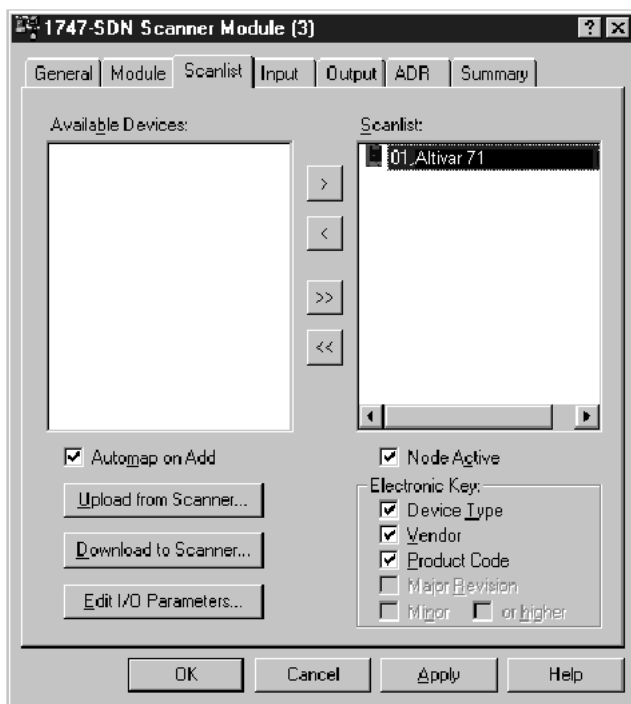 1747-SDN Scanner Module (3)
General Module Scanlist Input Output ADR Summary
Available Devices: Scanlist:
01, Altivar 71
>
<
>>
<<
Automap on Add Node Active
Upload from Scanner... Electronic Key:
Device Type
Vendor
Download to Scanner... Product Code
Major Revision
Edit I/O Parameters... Minor or higher
OK Cancel Apply Help